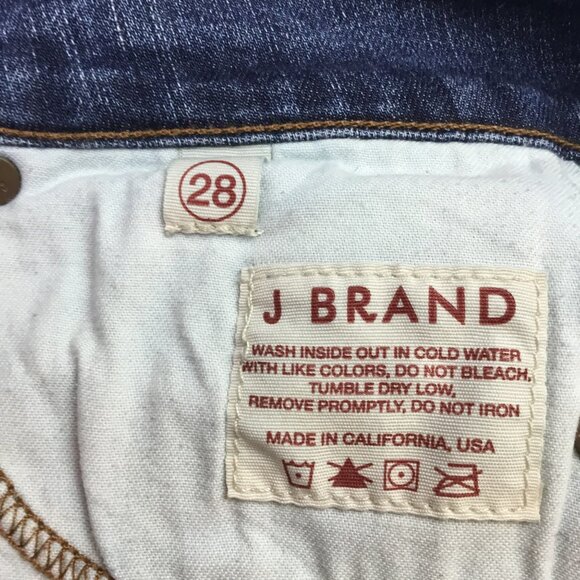 28
J BRAND
WASH INSIDE OUT IN COLD WATER
WITH LIKE COLORS, DO NOT BLEACH,
TUMBLE DRY LOW,
REMOVE PROMPTLY, DO NOT IRON
MADE IN CALIFORNIA, USA